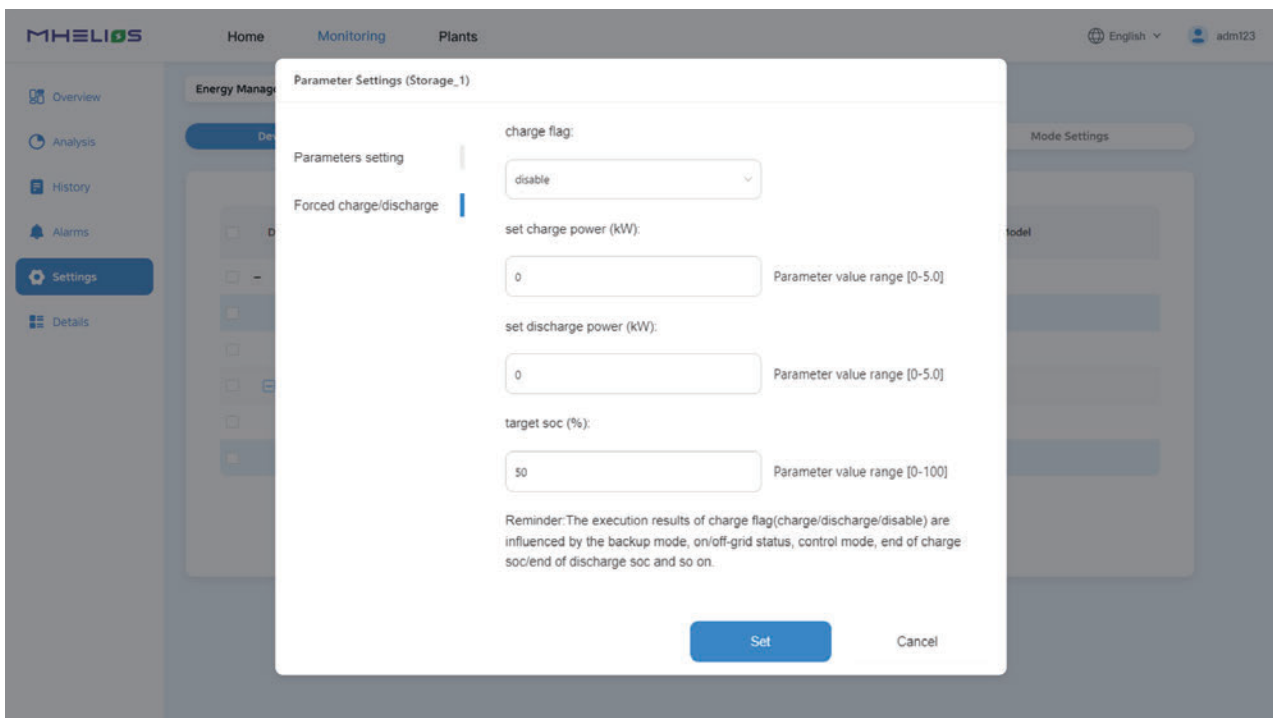 MHELIOS
Home
Monitoring
Plants
English
adm123
Overview
Analysis
History
Alarms
Settings
Details
Energy Manage
Mode Settings
Parameter Settings (Storage_1)
Parameters setting
Forced charge/discharge
charge flag:
disable
set charge power (kW):
0
Parameter value range [0-5.0]
set discharge power (kW):
0
Parameter value range [0-5.0]
target soc (%):
50
Parameter value range [0-100]
Reminder:The execution results of charge flag(charge/discharge/disable) are
influenced by the backup mode, on/off-grid status, control mode, end of charge
soc/end of discharge soc and so on.
Set
Cancel